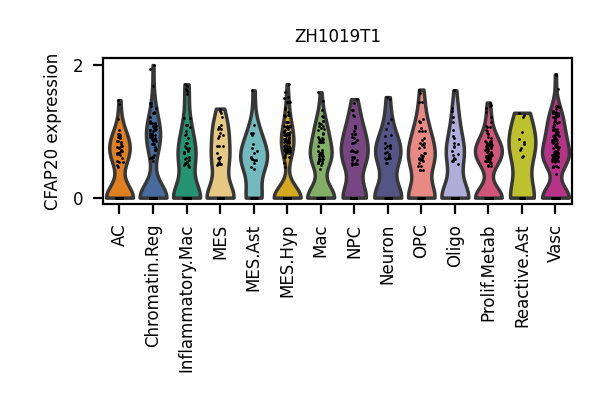 ZH1019T1
CFAP20 expression
2
0
AC
Chromatin.Reg
Inflammatory.Mac
MES
MES.Ast
MES.Hyp
Mac
NPC
Neuron
OPC
Oligo
Prolif.Metab
Reactive.Ast
Vasc